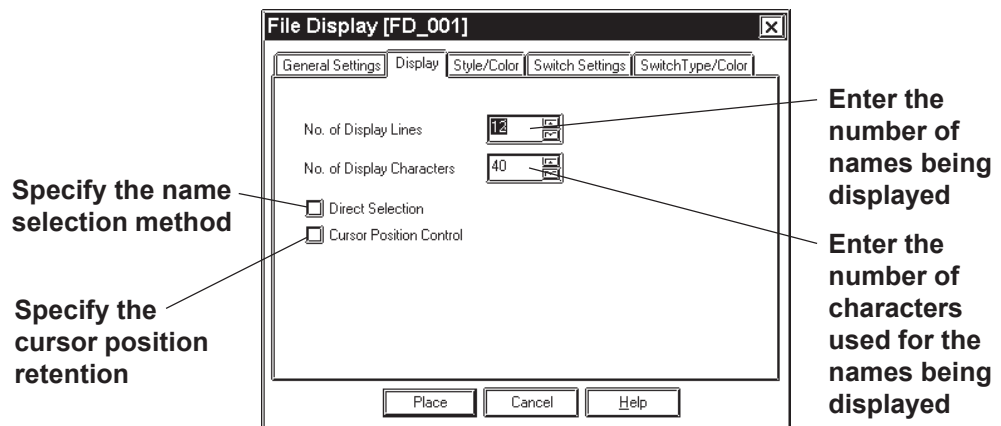 File Display [FD_001]
General Settings Display Style/Color Switch Settings SwitchType/Color
No. of Display Lines 12
No. of Display Characters 40
Direct Selection
Cursor Position Control
Place Cancel Help
Specify the name
selection method
Specify the
cursor position
retention
Enter the
number of
names being
displayed
Enter the
number of
characters
used for the
names being
displayed